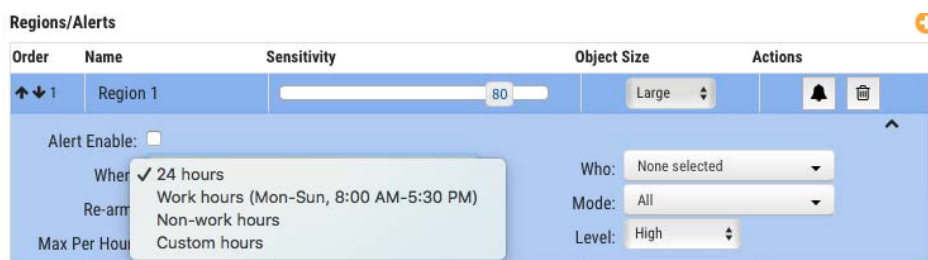 Regions/Alerts
Order Name Sensitivity Object Size Actions
1 Region 1 80 Large
Alert Enable:
When ✓ 24 hours Who: None selected
Work hours (Mon-Sun, 8:00 AM-5:30 PM)
Re-arm Non-work hours Mode: All
Max Per Hour Custom hours Level: High